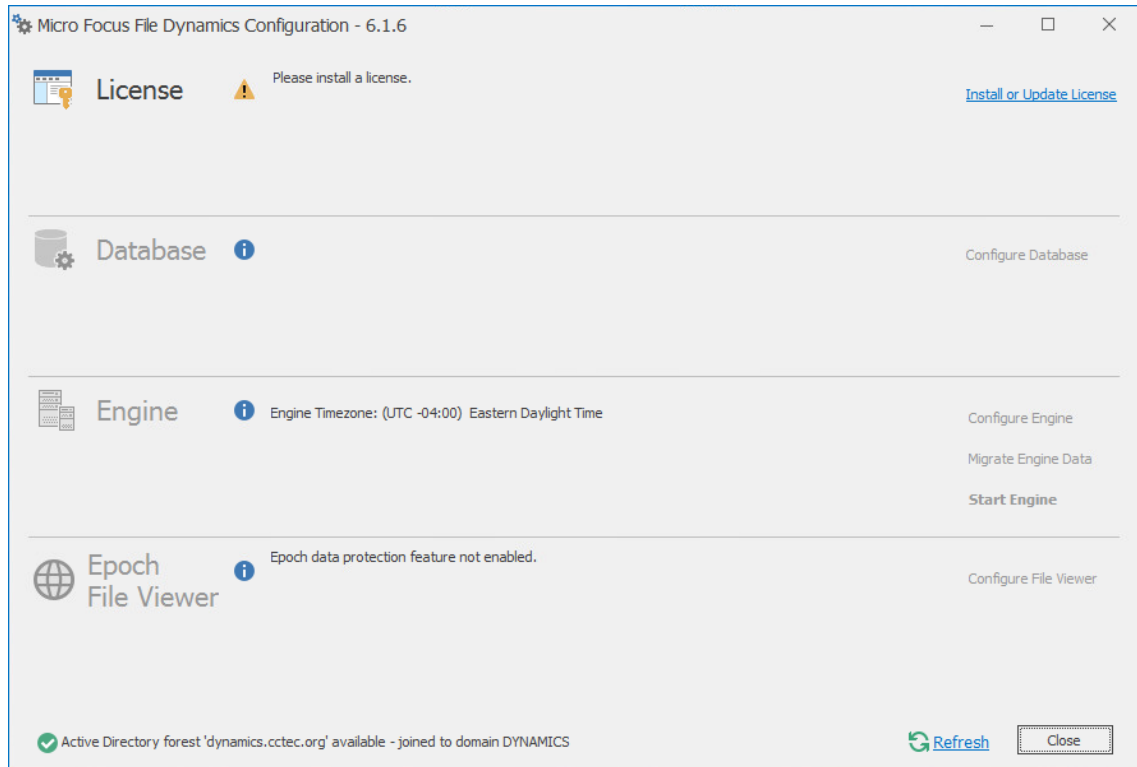 Micro Focus File Dynamics Configuration - 6.1.6
License
Please install a license.
Install or Update License
Database
Configure Database
Engine
Engine Timezone: (UTC -04:00) Eastern Daylight Time
Configure Engine
Migrate Engine Data
Start Engine
Epoch
File Viewer
Epoch data protection feature not enabled.
Configure File Viewer
Active Directory forest 'dynamics.cctec.org' available - joined to domain DYNAMICS
Refresh
Close